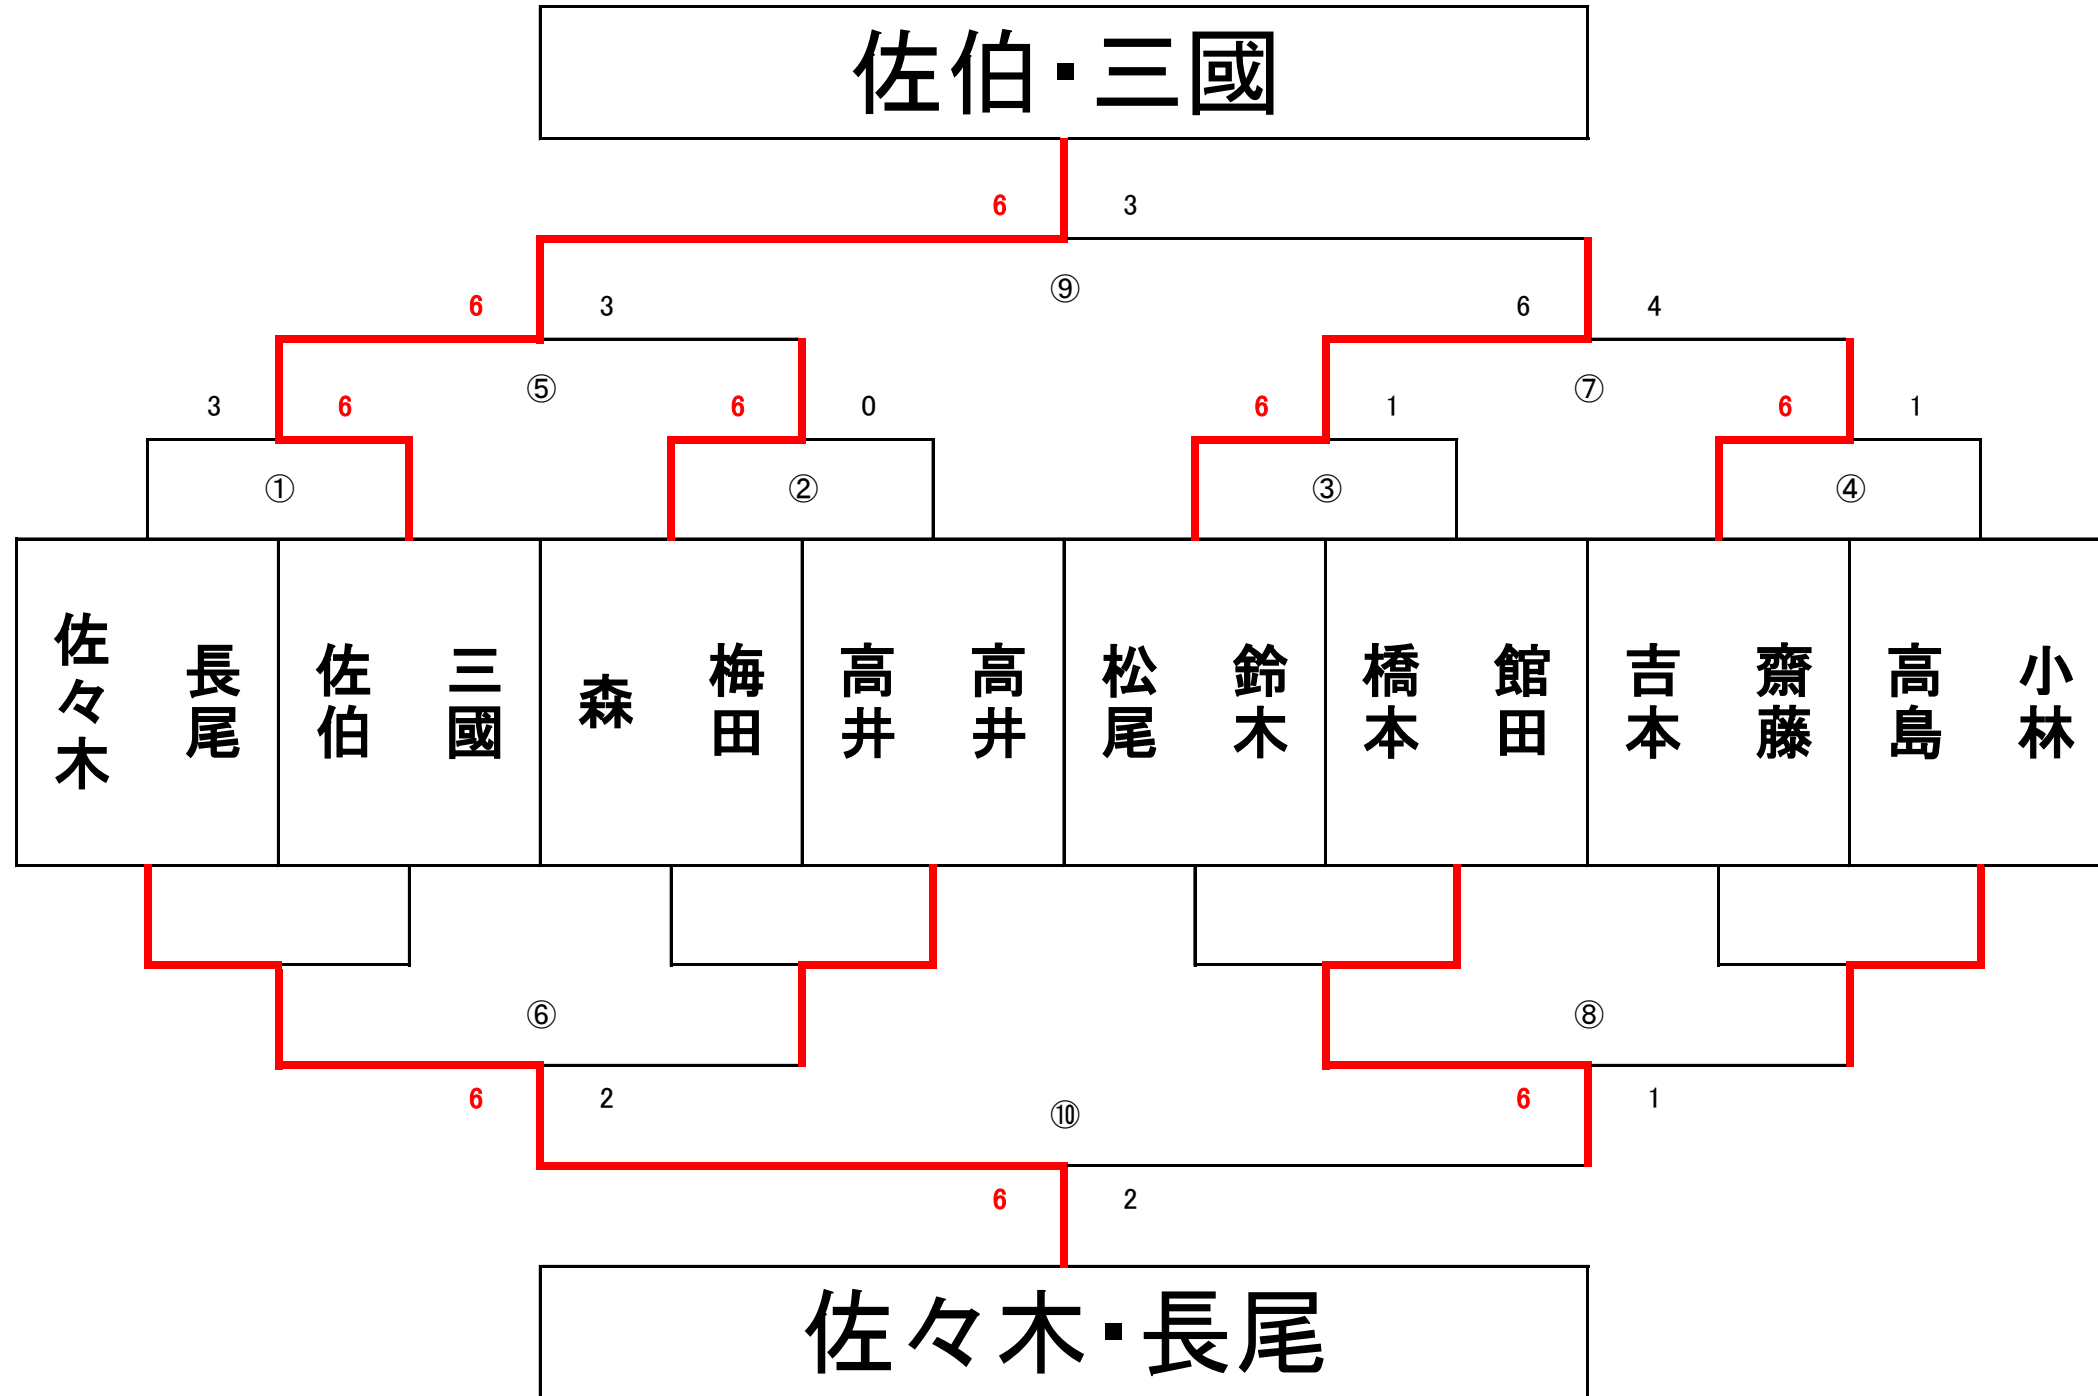 佐伯・三國
6 3
⑨
6 3 6 4
⑤ ⑦
3 6 6 0 6 1 6 1
① ② ③ ④
佐々木 長尾 佐伯 三國 森 梅田 高井 高井 松尾 鈴木 橋本 館田 吉本 齋藤 高島 小林
⑥ ⑧
6 2 6 1
⑩
6 2
佐々木・長尾